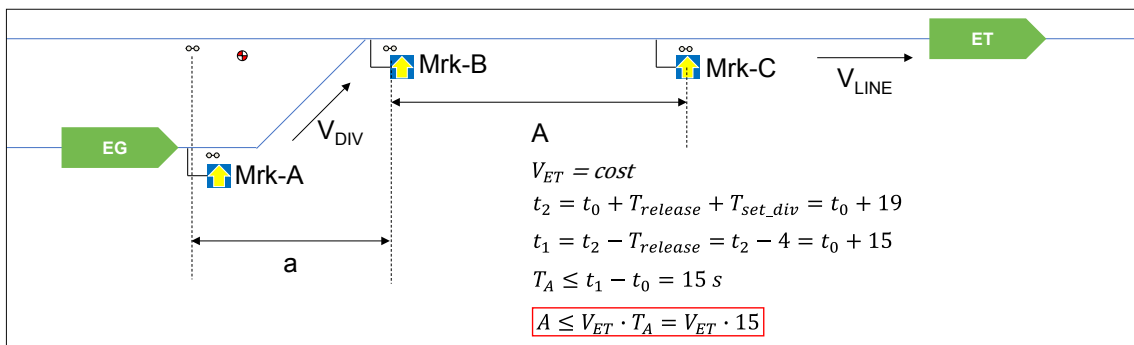 ET
Mrk-B
Mrk-C
V_LINE
V_DIV
EG
A
Mrk-A
V_ET = cost
t_2 = t_0 + T_release + T_set_div = t_0 + 19
t_1 = t_2 − T_release = t_2 − 4 = t_0 + 15
a
T_A ≤ t_1 − t_0 = 15 s
A ≤ V_ET · T_A = V_ET · 15